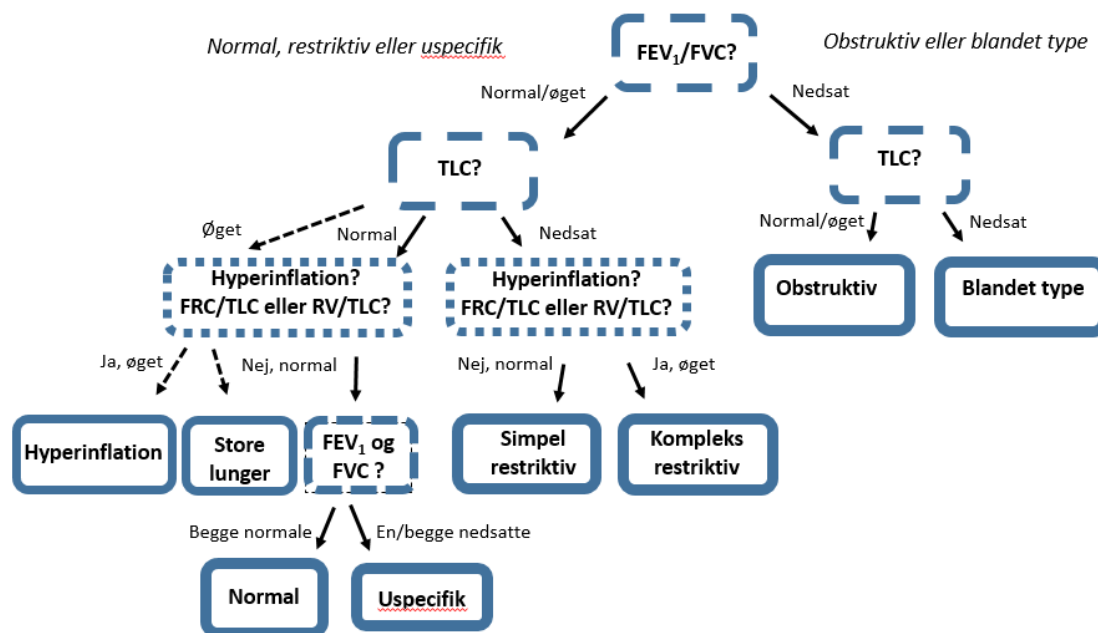 Normal, restriktiv eller uspecifik
Obstruktiv eller blandet type
FEV₁/FVC?
Normal/øget
Nedsat
TLC?
TLC?
Øget
Normal
Nedsat
Normal/øget
Nedsat
Hyperinflation?
FRC/TLC eller RV/TLC?
Hyperinflation?
FRC/TLC eller RV/TLC?
Obstruktiv
Blandet type
Ja, øget
Nej, normal
Nej, normal
Ja, øget
Hyperinflation
Store
lunger
FEV₁ og
FVC ?
Simpel
restriktiv
Kompleks
restriktiv
Begge normale
En/begge nedsatte
Normal
Uspecifik